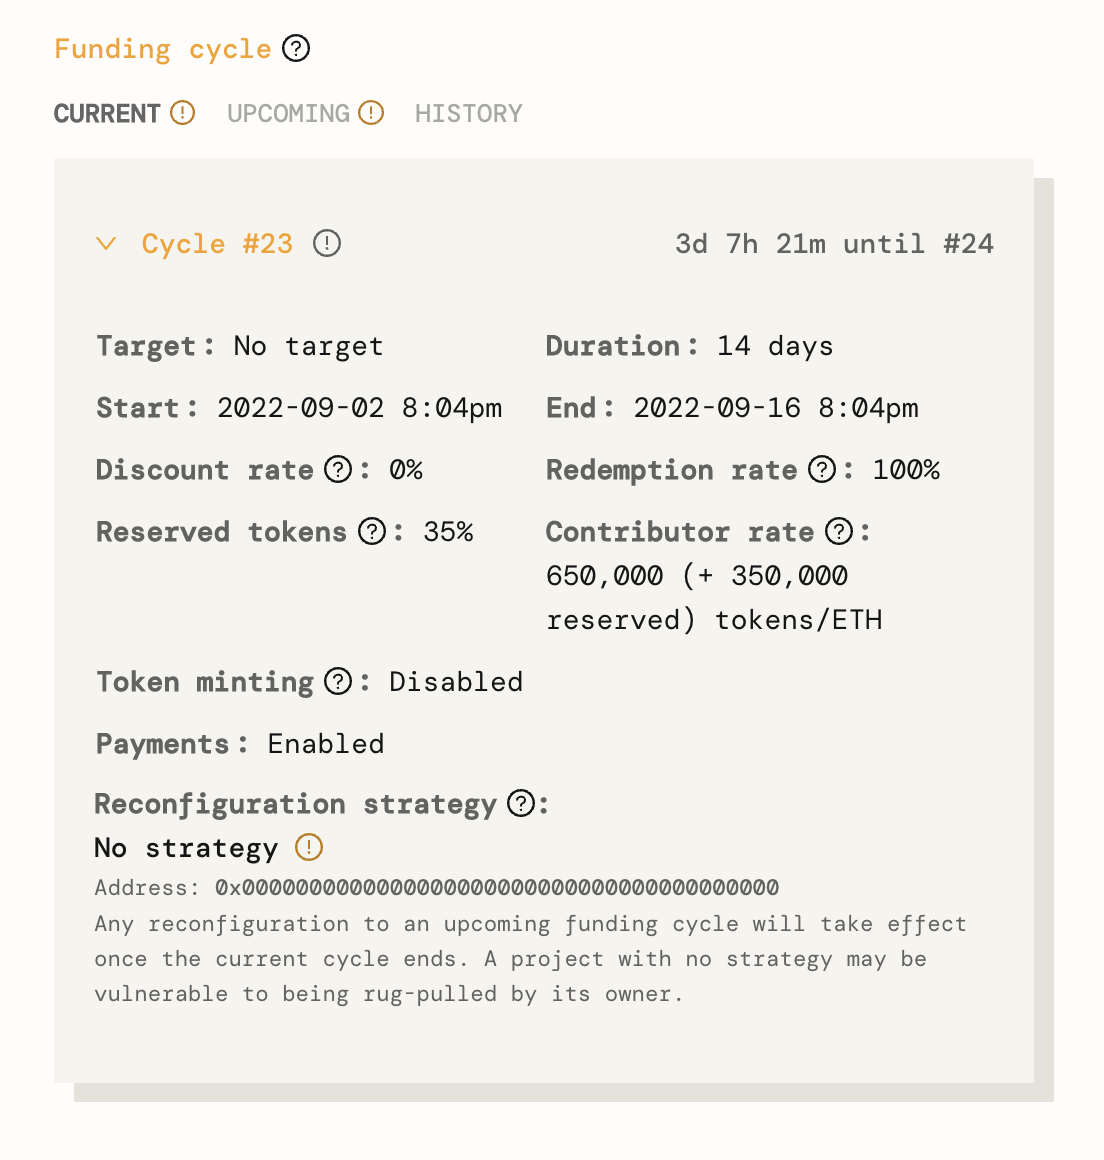 Funding cycle
CURRENT UPCOMING HISTORY
Cycle #23 3d 7h 21m until #24
Target: No target Duration: 14 days
Start: 2022-09-02 8:04pm End: 2022-09-16 8:04pm
Discount rate: 0% Redemption rate: 100%
Reserved tokens: 35% Contributor rate:
650,000 (+ 350,000
reserved) tokens/ETH
Token minting: Disabled
Payments: Enabled
Reconfiguration strategy:
No strategy
Address: 0x0000000000000000000000000000000000000000
Any reconfiguration to an upcoming funding cycle will take effect
once the current cycle ends. A project with no strategy may be
vulnerable to being rug-pulled by its owner.